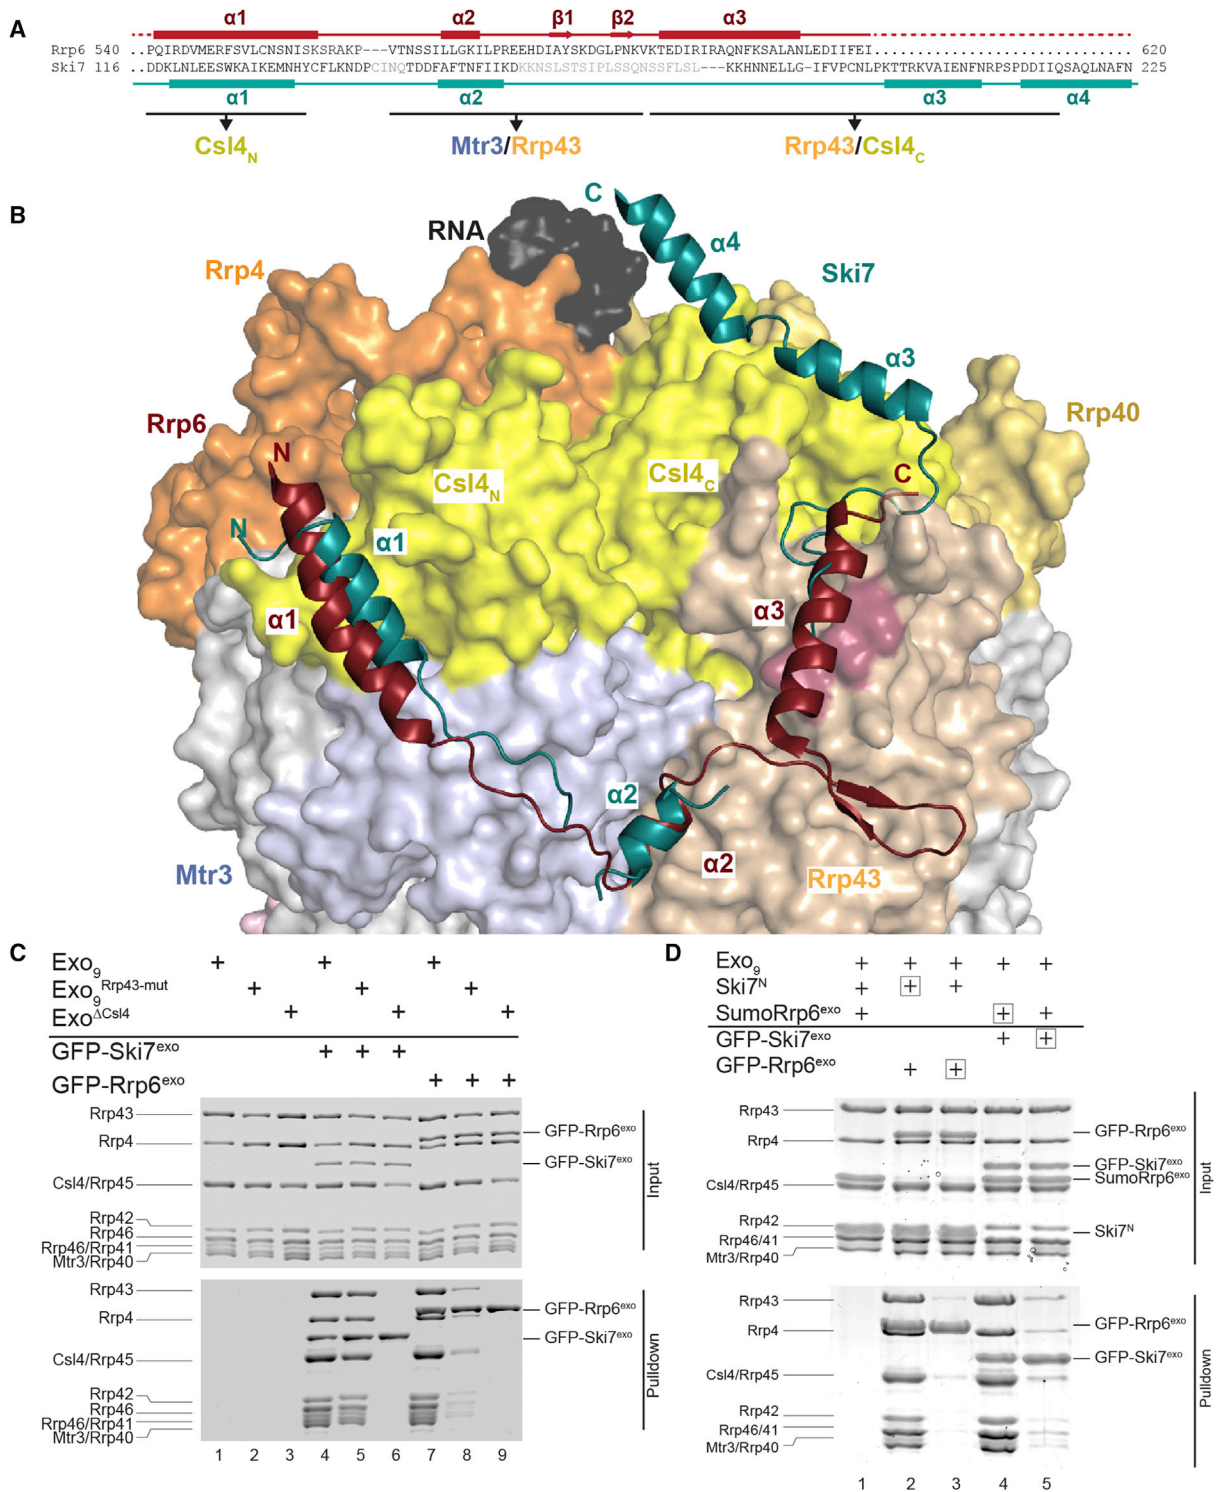 A
α1 α2 β1 β2 α3
Rrp6 540 ..PQIRDVMERFSVLCNSNISKSRAKP---VTNSSILLGKILPREEHDIAYSKDGLPNKVKTEDIRIRAQNFKSALANLEDIIFEI.................................. 620
Ski7 116 ..DDKLNLEESWKAIKEMNHYCFLKNDPCINQTDDFAFTNFIIKDKKNSLSTSIPLSSQNSSFLSL---KKHNNELLG-IFVPCNLPKTTRKVAIENFNRPSPDDIIQSAQLNAFN 225
α1 α2 α3 α4
Csl4N Mtr3/Rrp43 Rrp43/Csl4C
B
C
RNA
α4
Rrp4
Ski7
α3
Rrp6
Rrp40
N
Csl4N
Csl4C
C
N
α1
α1
α3
α2
Mtr3
α2
Rrp43
C
Exo9 + + +
Exo9Rrp43-mut + + +
ExoΔCsl4 + + +
GFP-Ski7exo + + +
GFP-Rrp6exo + + +
Rrp43
Rrp4
Csl4/Rrp45
Rrp42
Rrp46
Rrp46/Rrp41
Mtr3/Rrp40
GFP-Rrp6exo
GFP-Ski7exo
Input
Rrp43
Rrp4
Csl4/Rrp45
Rrp42
Rrp46
Rrp46/Rrp41
Mtr3/Rrp40
GFP-Rrp6exo
GFP-Ski7exo
Pulldown
1 2 3 4 5 6 7 8 9
D
Exo9 + + + + +
Ski7N + + +
SumoRrp6exo + + +
GFP-Ski7exo + +
GFP-Rrp6exo + +
Rrp43
Rrp4
Csl4/Rrp45
Rrp42
Rrp46/41
Mtr3/Rrp40
GFP-Rrp6exo
GFP-Ski7exo
SumoRrp6exo
Ski7N
Input
Rrp43
Rrp4
Csl4/Rrp45
Rrp42
Rrp46/41
Mtr3/Rrp40
GFP-Rrp6exo
GFP-Ski7exo
Pulldown
1 2 3 4 5